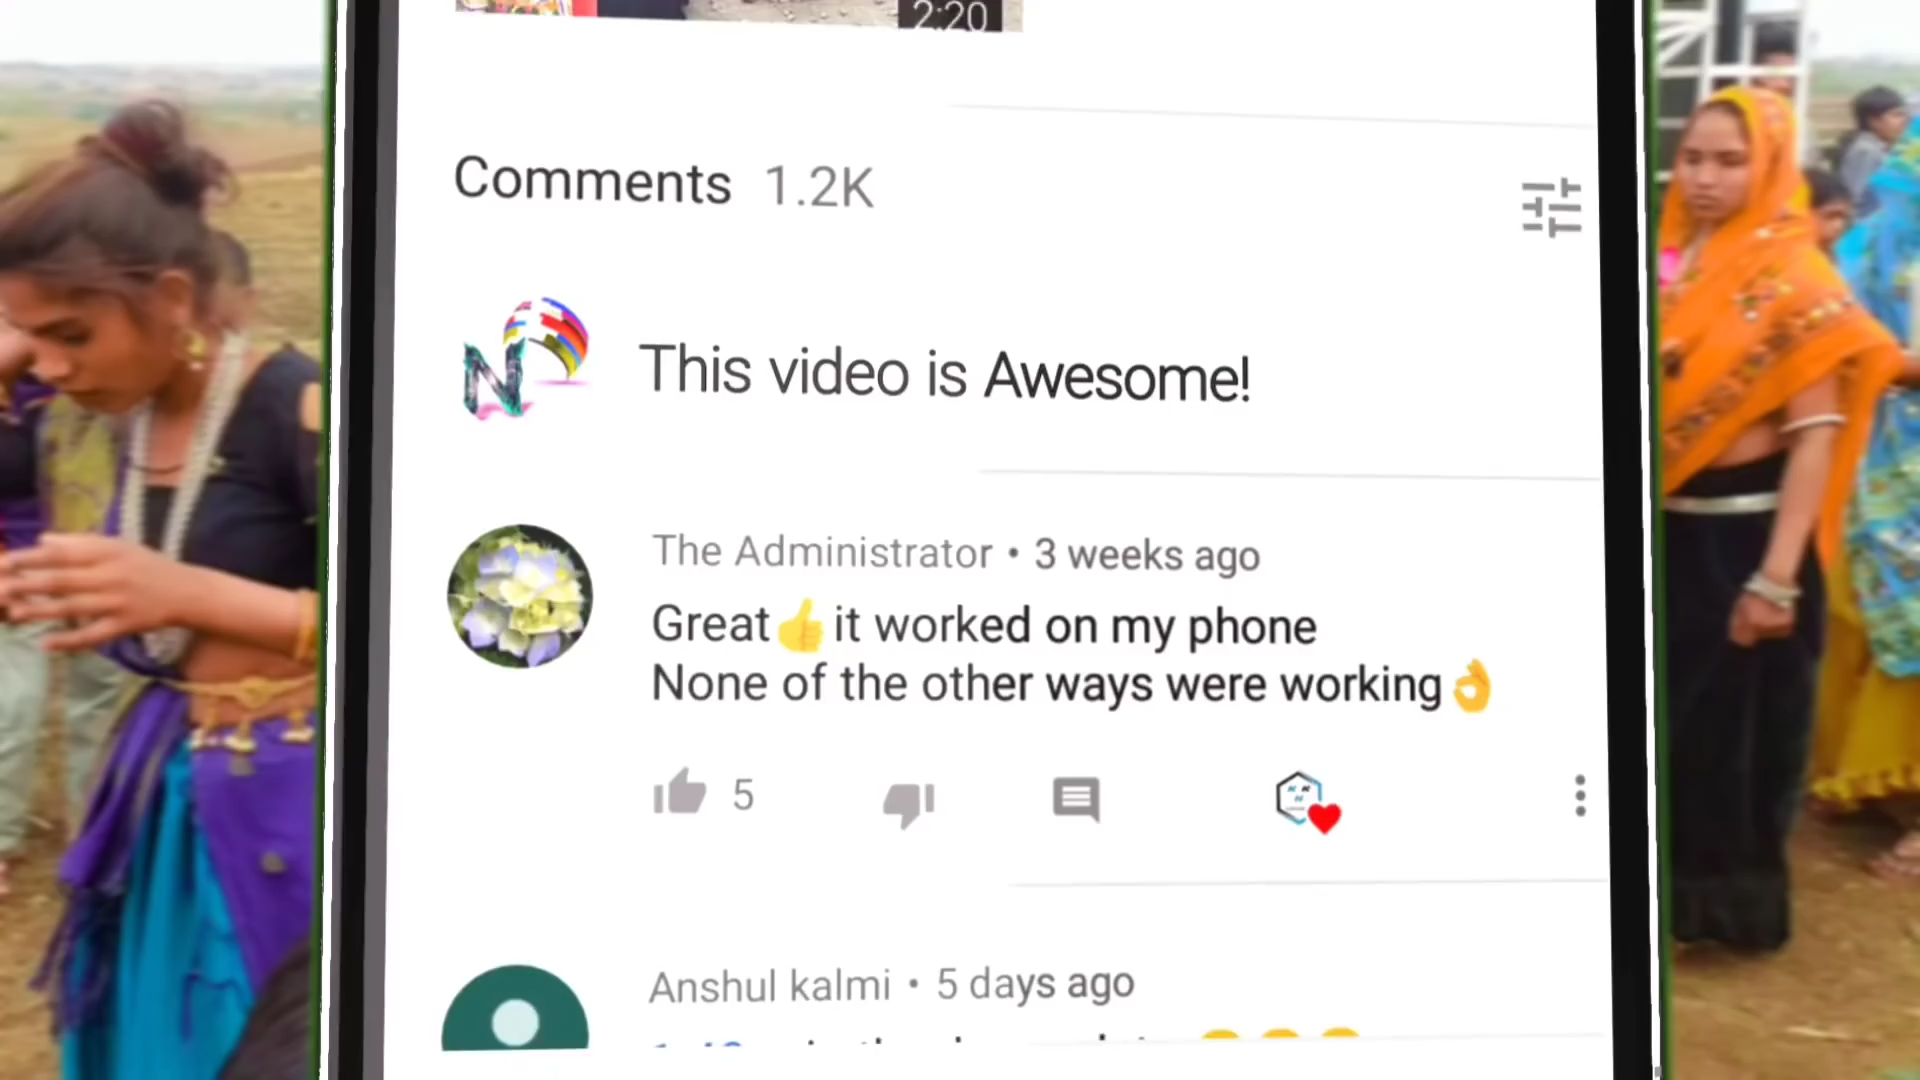 2:20
Comments 1.2K
N
This video is Awesome!
The Administrator • 3 weeks ago
Great👍it worked on my phone
None of the other ways were working👌
5
Anshul kalmi • 5 days ago